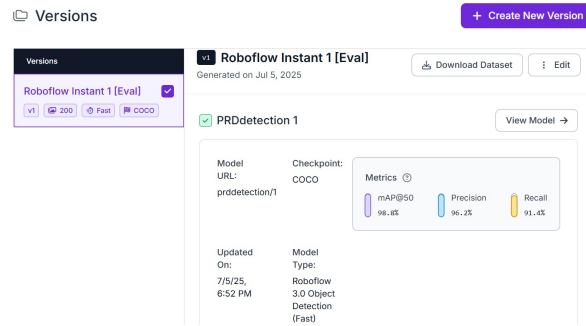 Versions
+ Create New Version
Versions
Roboflow Instant 1 [Eval]
v1 200 Fast COCO
v1 Roboflow Instant 1 [Eval]
Generated on Jul 5, 2025
Download Dataset
Edit
PRDdetection 1
View Model →
Model
URL:
prddetection/1
Checkpoint:
COCO
Metrics ?
mAP@50
98.8%
Precision
96.2%
Recall
91.4%
Updated
On:
7/5/25,
6:52 PM
Model
Type:
Roboflow
3.0 Object
Detection
(Fast)